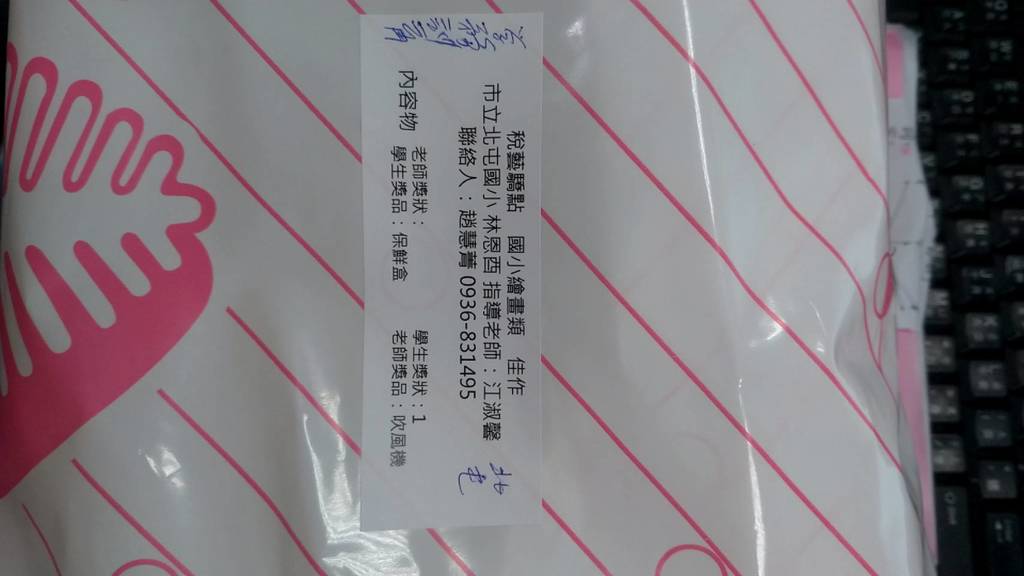 稅藝驕點 國小繪畫類 佳作
市立北屯國小 林恩酉 指導老師：江淑馨
聯絡人：趙慧菁 0936-831495
內容物 老師獎狀： 學生獎狀：1
學生獎品：保鮮盒 老師獎品：吹風機
北屯